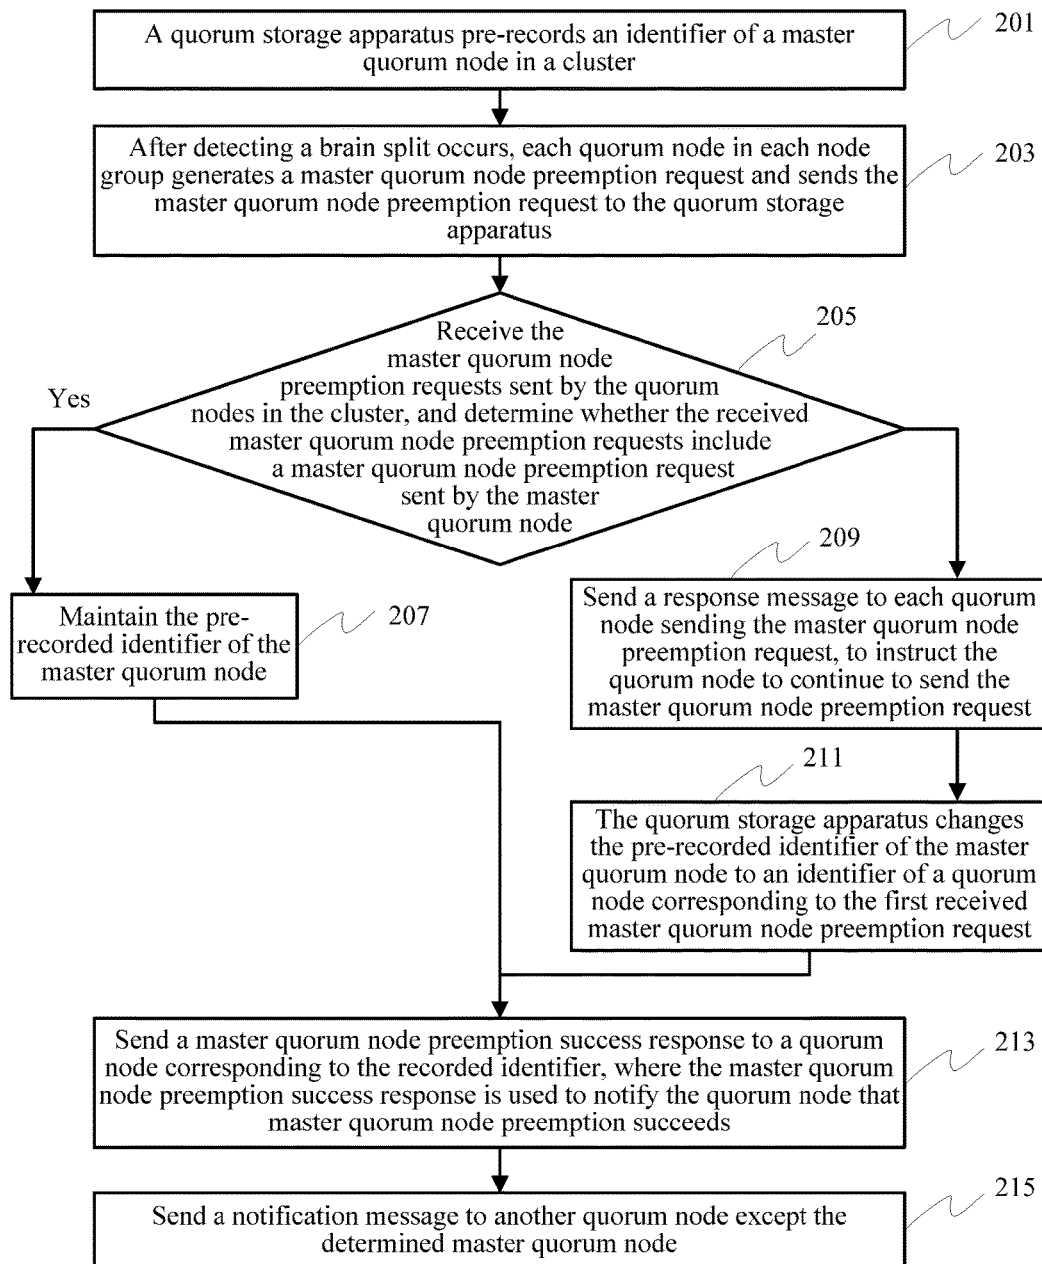 A quorum storage apparatus pre-records an identifier of a master
quorum node in a cluster
201
After detecting a brain split occurs, each quorum node in each node
group generates a master quorum node preemption request and sends the
master quorum node preemption request to the quorum storage
apparatus
203
Receive the
master quorum node
preemption requests sent by the quorum
nodes in the cluster, and determine whether the received
master quorum node preemption requests include
a master quorum node preemption request
sent by the master
quorum node
205
Yes
Maintain the pre-
recorded identifier of the
master quorum node
207
209
Send a response message to each quorum
node sending the master quorum node
preemption request, to instruct the
quorum node to continue to send the
master quorum node preemption request
211
The quorum storage apparatus changes
the pre-recorded identifier of the master
quorum node to an identifier of a quorum
node corresponding to the first received
master quorum node preemption request
Send a master quorum node preemption success response to a quorum
node corresponding to the recorded identifier, where the master quorum
node preemption success response is used to notify the quorum node that
master quorum node preemption succeeds
213
Send a notification message to another quorum node except the
determined master quorum node
215